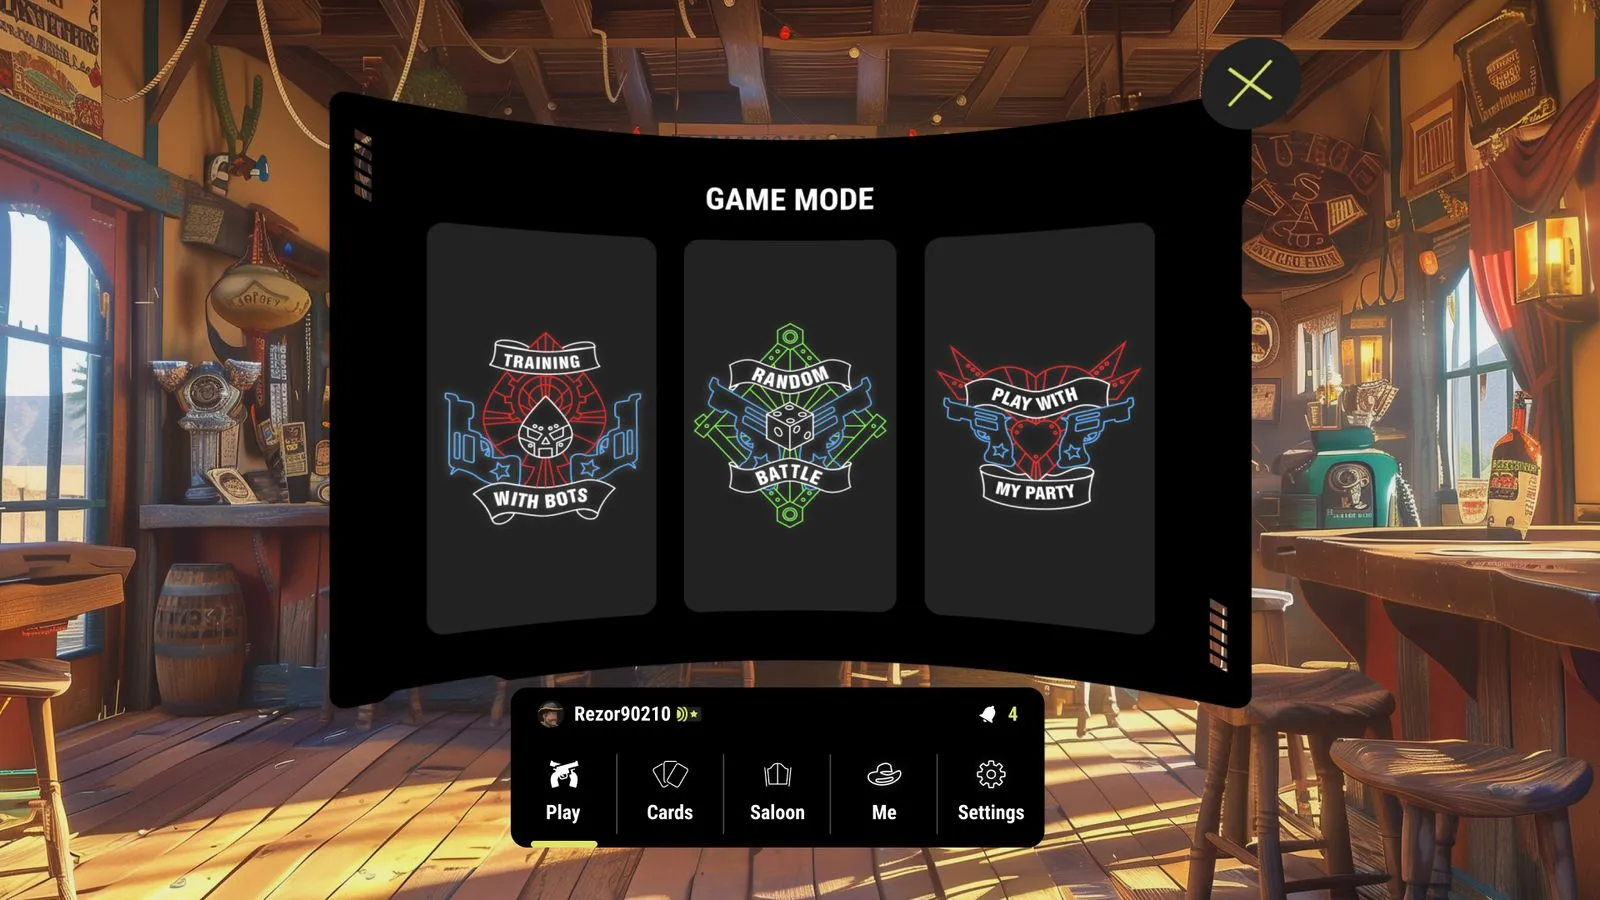 GAME MODE
TRAINING
WITH BOTS
RANDOM
BATTLE
PLAY WITH
MY PARTY
Rezor90210
4
Play
Cards
Saloon
Me
Settings